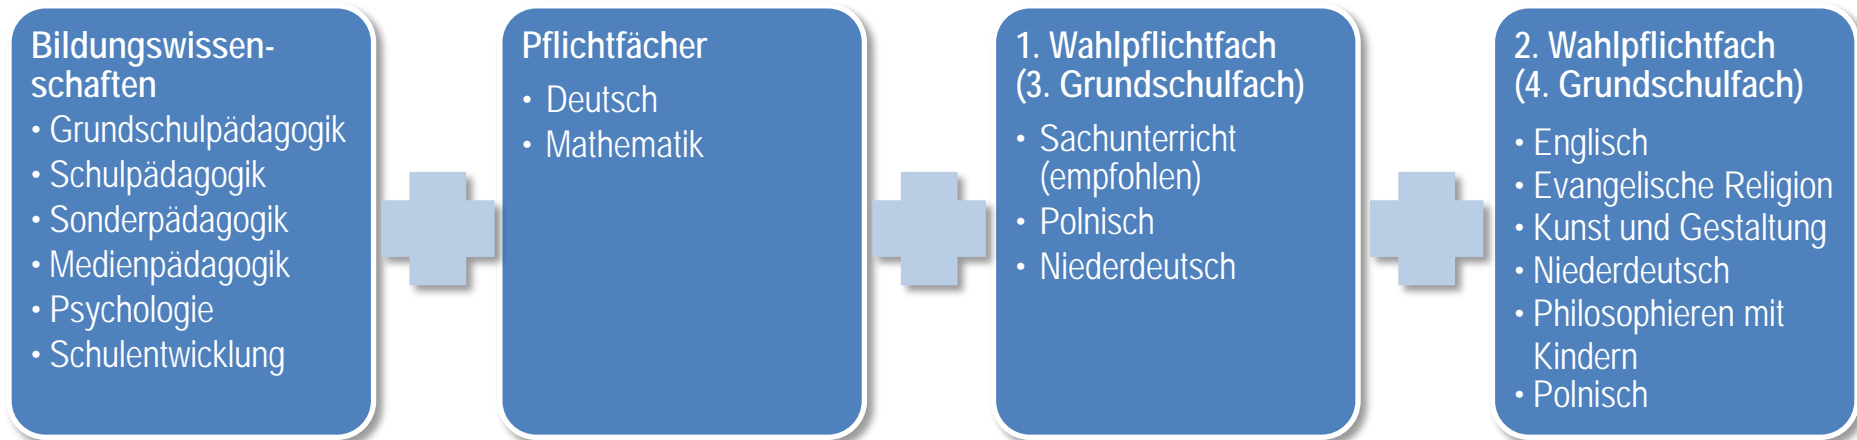 Bildungswissen-
schaften
• Grundschulpädagogik
• Schulpädagogik
• Sonderpädagogik
• Medienpädagogik
• Psychologie
• Schulentwicklung
Pflichtfächer
• Deutsch
• Mathematik
1. Wahlpflichtfach
(3. Grundschulfach)
• Sachunterricht
(empfohlen)
• Polnisch
• Niederdeutsch
2. Wahlpflichtfach
(4. Grundschulfach)
• Englisch
• Evangelische Religion
• Kunst und Gestaltung
• Niederdeutsch
• Philosophieren mit
Kindern
• Polnisch